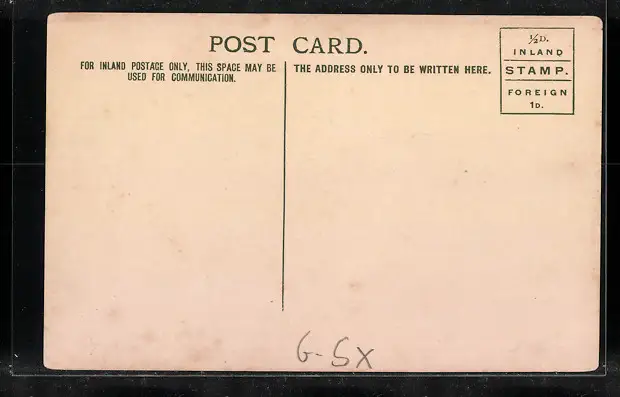 POST CARD.
FOR INLAND POSTAGE ONLY, THIS SPACE MAY BE
USED FOR COMMUNICATION.
THE ADDRESS ONLY TO BE WRITTEN HERE.
½D.
INLAND
STAMP.
FOREIGN
1D.
G-5X